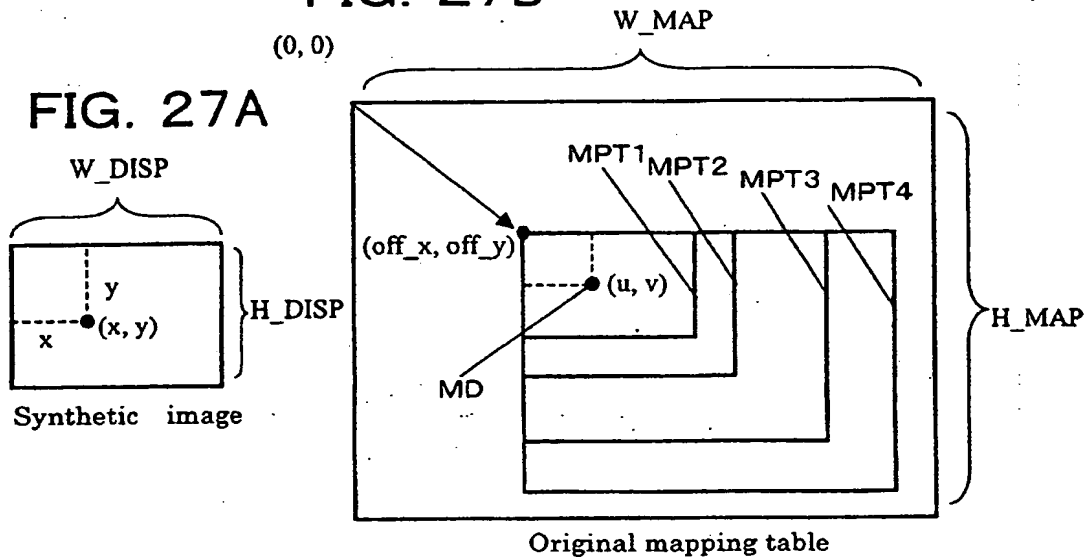 FIG. 27B
W_MAP
(0, 0)
FIG. 27A
W_DISP
MPT1
MPT2
MPT3
MPT4
(off_x, off_y)
(u, v)
y
(x, y)
x
H_DISP
H_MAP
MD
Synthetic image
Original mapping table